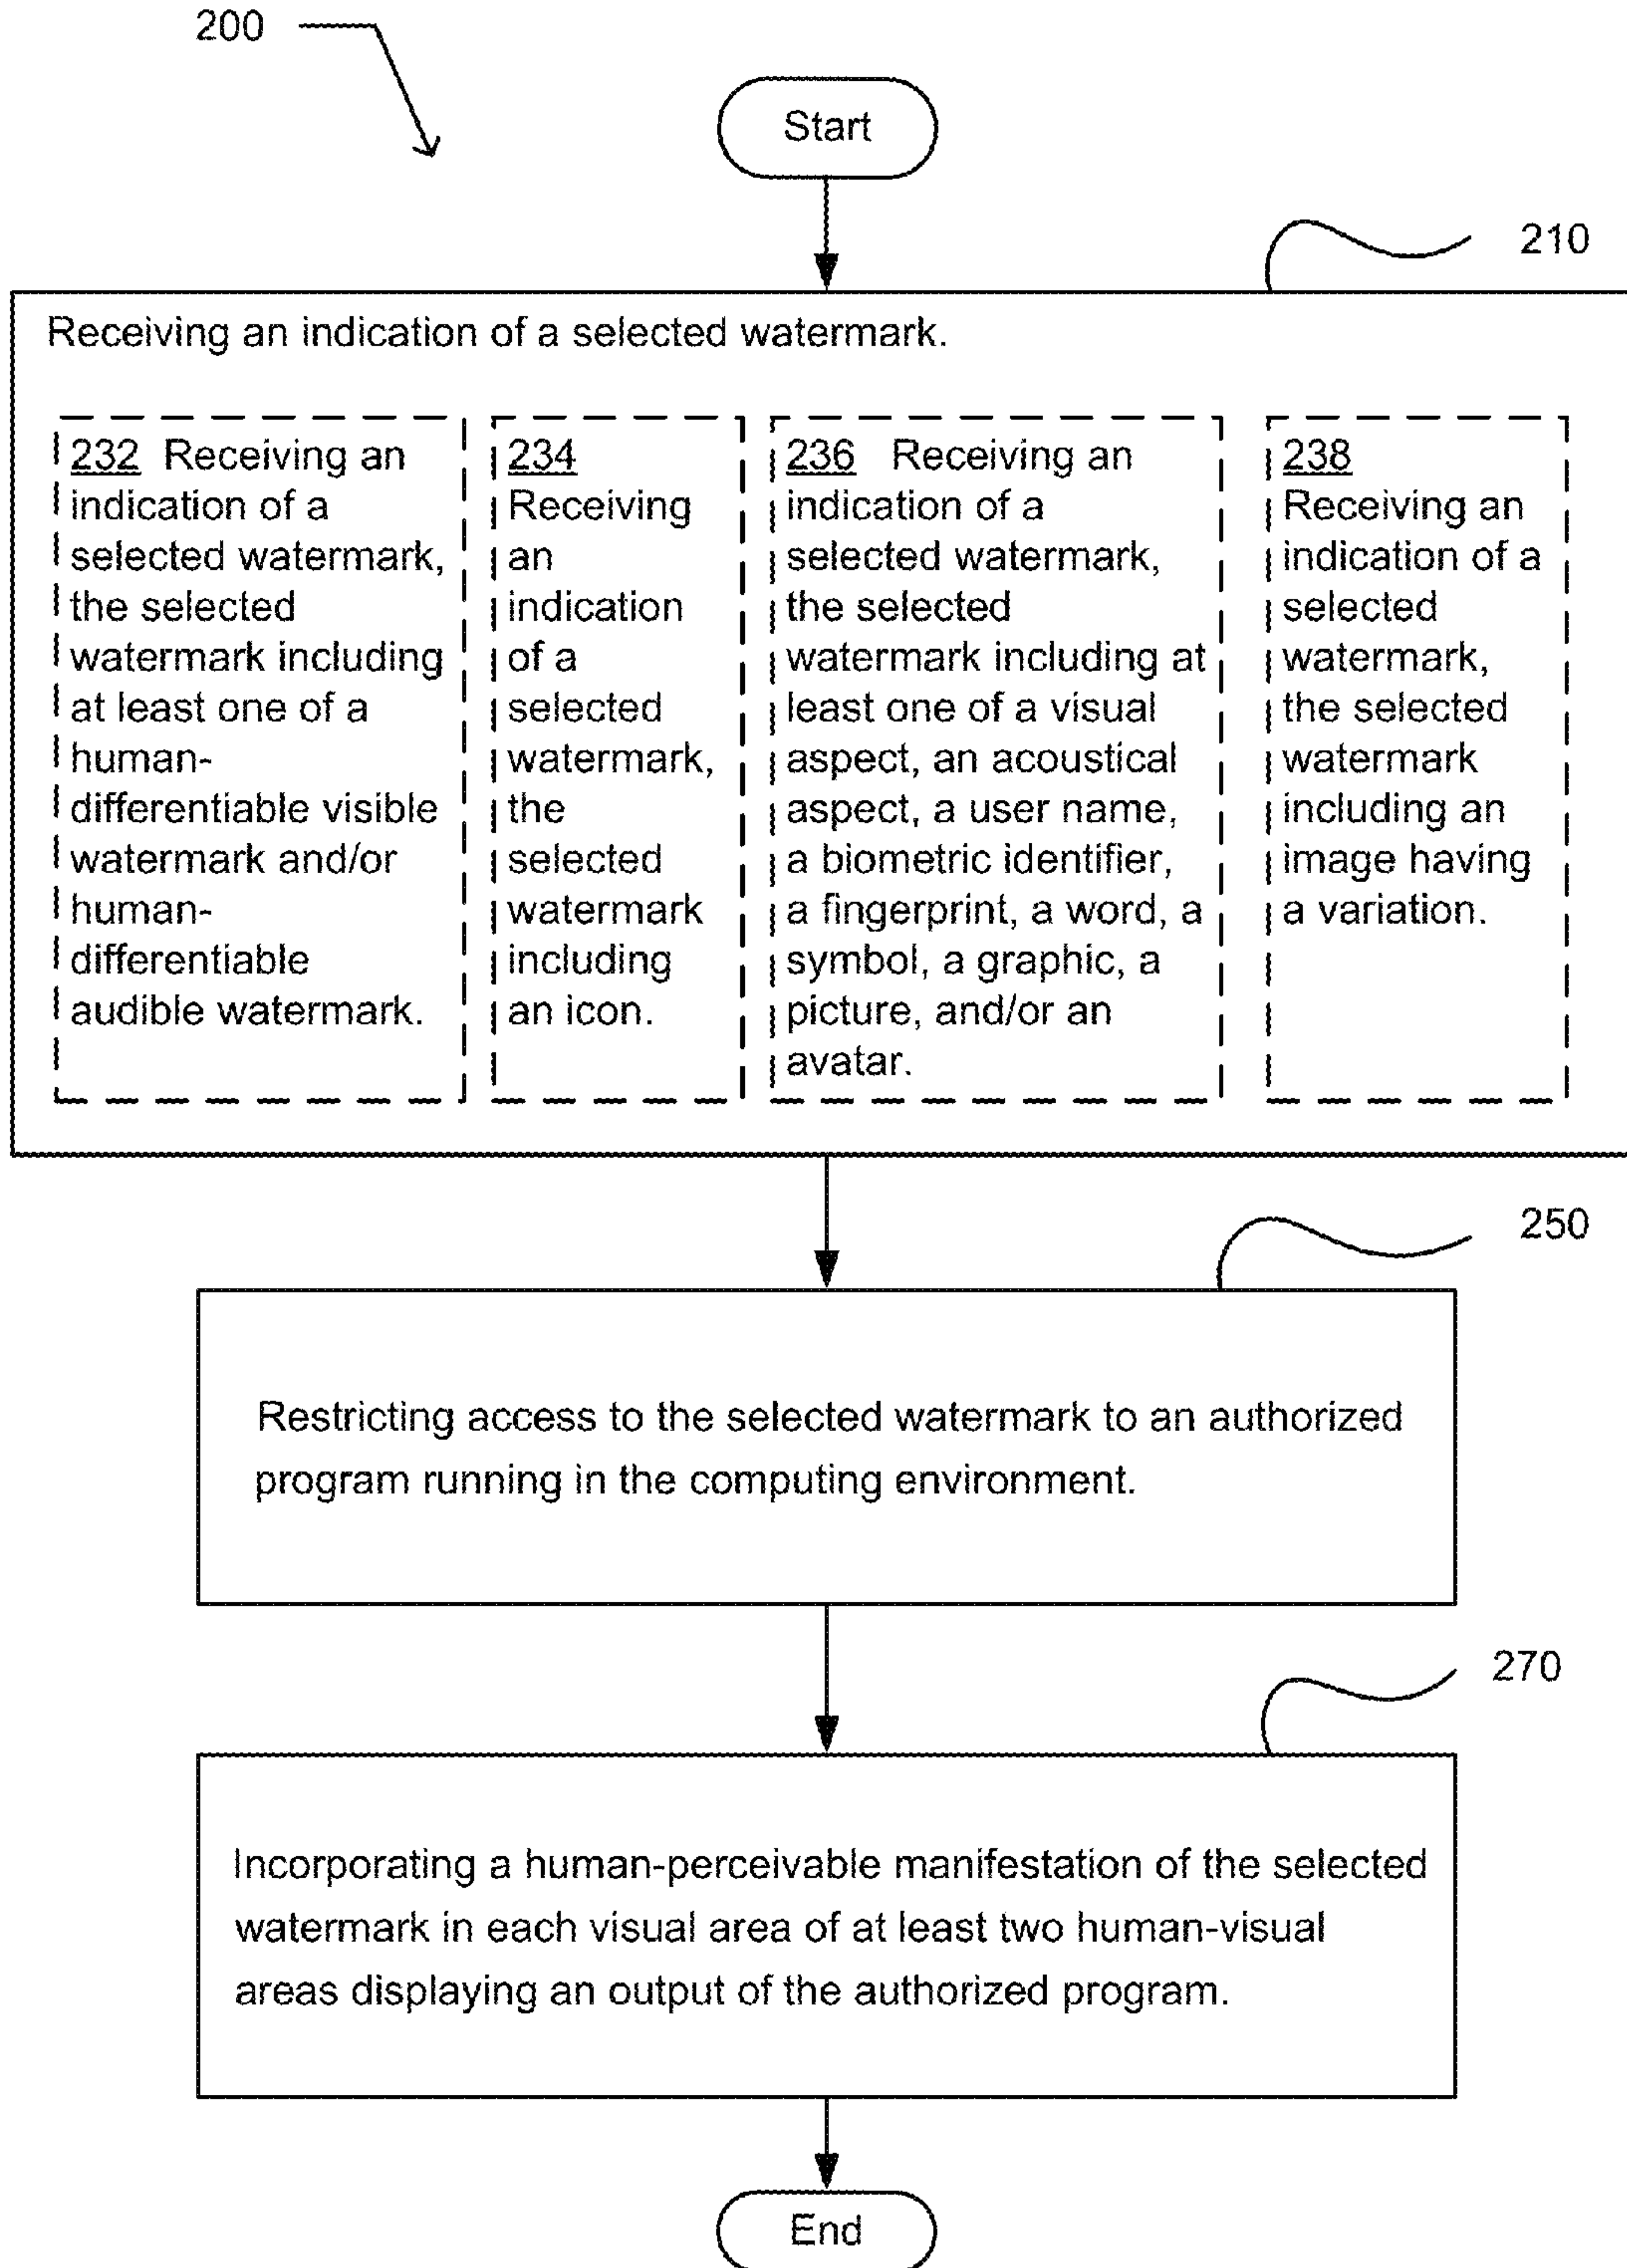 200
Start
210
Receiving an indication of a selected watermark.
232 Receiving an
indication of a
selected watermark,
the selected
watermark including
at least one of a
human-
differentiable visible
watermark and/or
human-
differentiable
audible watermark.
234
Receiving
an
indication
of a
selected
watermark,
the
selected
watermark
including
an icon.
236 Receiving an
indication of a
selected watermark,
the selected
watermark including at
least one of a visual
aspect, an acoustical
aspect, a user name,
a biometric identifier,
a fingerprint, a word, a
symbol, a graphic, a
picture, and/or an
avatar.
238
Receiving an
indication of a
selected
watermark,
the selected
watermark
including an
image having
a variation.
250
Restricting access to the selected watermark to an authorized
program running in the computing environment.
270
Incorporating a human-perceivable manifestation of the selected
watermark in each visual area of at least two human-visual
areas displaying an output of the authorized program.
End